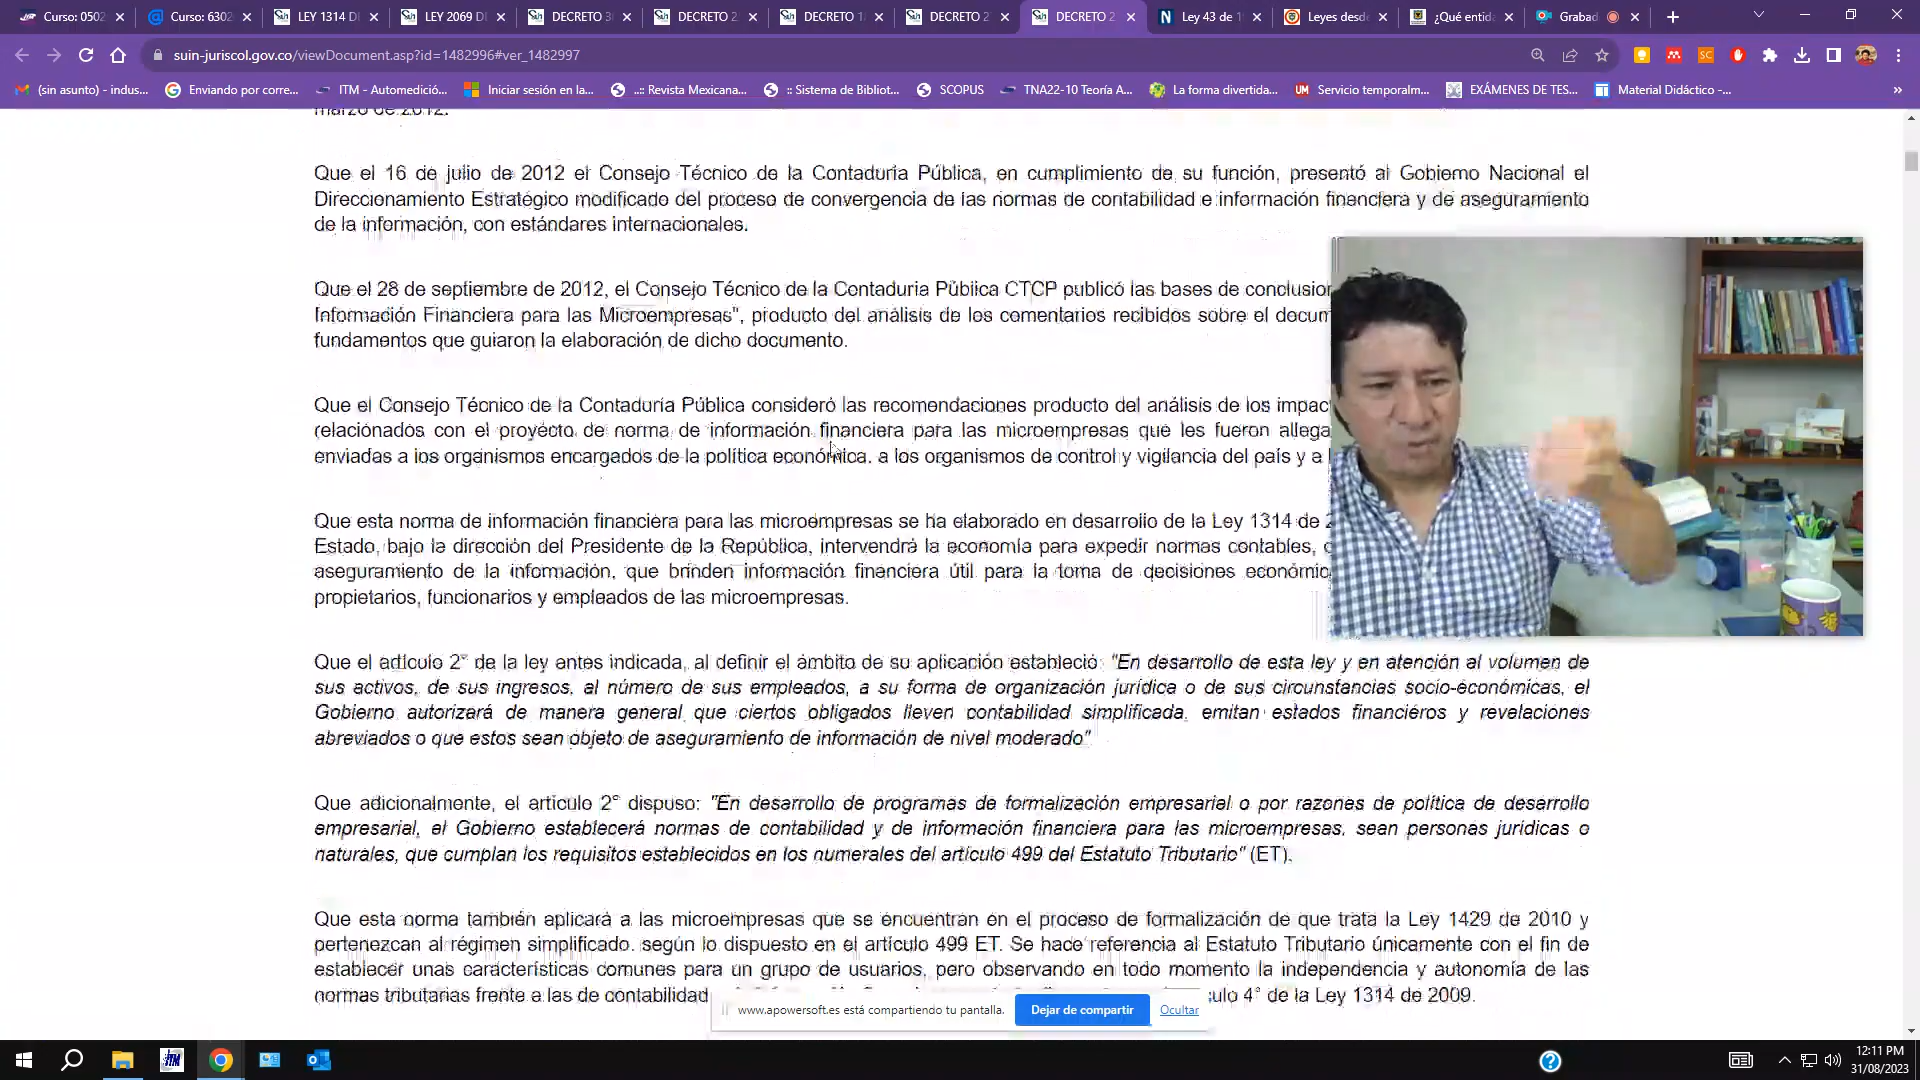 Curso: 0502
Curso: 6302
LEY 1314 D
LEY 2069 D
DECRETO 3
DECRETO 2
DECRETO 1
DECRETO 2
DECRETO 2
Ley 43 de 1
Leyes desd
¿Qué entid
Grabad
suin-juriscol.gov.co/viewDocument.asp?id=1482996#ver_1482997
(sin asunto) - indus...
Enviando por corre...
ITM - Automedició...
Iniciar sesión en la...
..:: Revista Mexicana...
:: Sistema de Bibliot...
SCOPUS
TNA22-10 Teoría A...
La forma divertida...
Servicio temporalm...
EXÁMENES DE TES...
Material Didáctico -...
marzo de 2012.
Que el 16 de julio de 2012 el Consejo Técnico de la Contaduría Pública, en cumplimiento de su función, presentó al Gobierno Nacional el
Direccionamiento Estratégico modificado del proceso de convergencia de las normas de contabilidad e información financiera y de aseguramiento
de la información, con estándares internacionales.
Que el 28 de septiembre de 2012, el Consejo Técnico de la Contaduria Pública CTCP publicó las bases de conclusion
Información Financiera para las Microempresas", producto del análisis de los comentarios recibidos sobre el docum
fundamentos que guiaron la elaboración de dicho documento.
Que el Consejo Técnico de la Contaduría Pública consideró las recomendaciones producto del análisis de los impac
relacionados con el proyecto de norma de información financiera para las microempresas que les fueron allega
enviadas a los organismos encargados de la política económica, a los organismos de control y vigilancia del país y a l
Que esta norma de información financiera para las microempresas se ha elaborado en desarrollo de la Ley 1314 de 2
Estado, bajo la dirección del Presidente de la República, intervendrá la economía para expedir normas contables,
aseguramiento de la información, que brinden información financiera útil para la toma de decisiones económic
propietarios, funcionarios y empleados de las microempresas.
Que el artículo 2° de la ley antes indicada, al definir el ámbito de su aplicación estableció: "En desarrollo de esta ley y en atención al volumen de
sus activos, de sus ingresos, al número de sus empleados, a su forma de organización jurídica o de sus circunstancias socio-económicas, el
Gobierno autorizará de manera general que ciertos obligados lleven contabilidad simplificada, emitan estados financieros y revelaciones
abreviados o que estos sean objeto de aseguramiento de información de nivel moderado"
Que adicionalmente, el artículo 2° dispuso: "En desarrollo de programas de formalización empresarial o por razones de política de desarrollo
empresarial, el Gobierno establecerá normas de contabilidad y de información financiera para las microempresas, sean personas jurídicas o
naturales, que cumplan los requisitos establecidos en los numerales del artículo 499 del Estatuto Tributario" (ET).
Que esta norma también aplicará a las microempresas que se encuentran en el proceso de formalización de que trata la Ley 1429 de 2010 y
pertenezcan al régimen simplificado, según lo dispuesto en el artículo 499 ET. Se hace referencia al Estatuto Tributario únicamente con el fin de
establecer unas características comunes para un grupo de usuarios, pero observando en todo momento la independencia y autonomía de las
normas tributarias frente a las de contabilidad ulo 4° de la Ley 1314 de 2009.
www.apowersoft.es está compartiendo tu pantalla.
Dejar de compartir
Ocultar
12:11 PM
31/08/2023